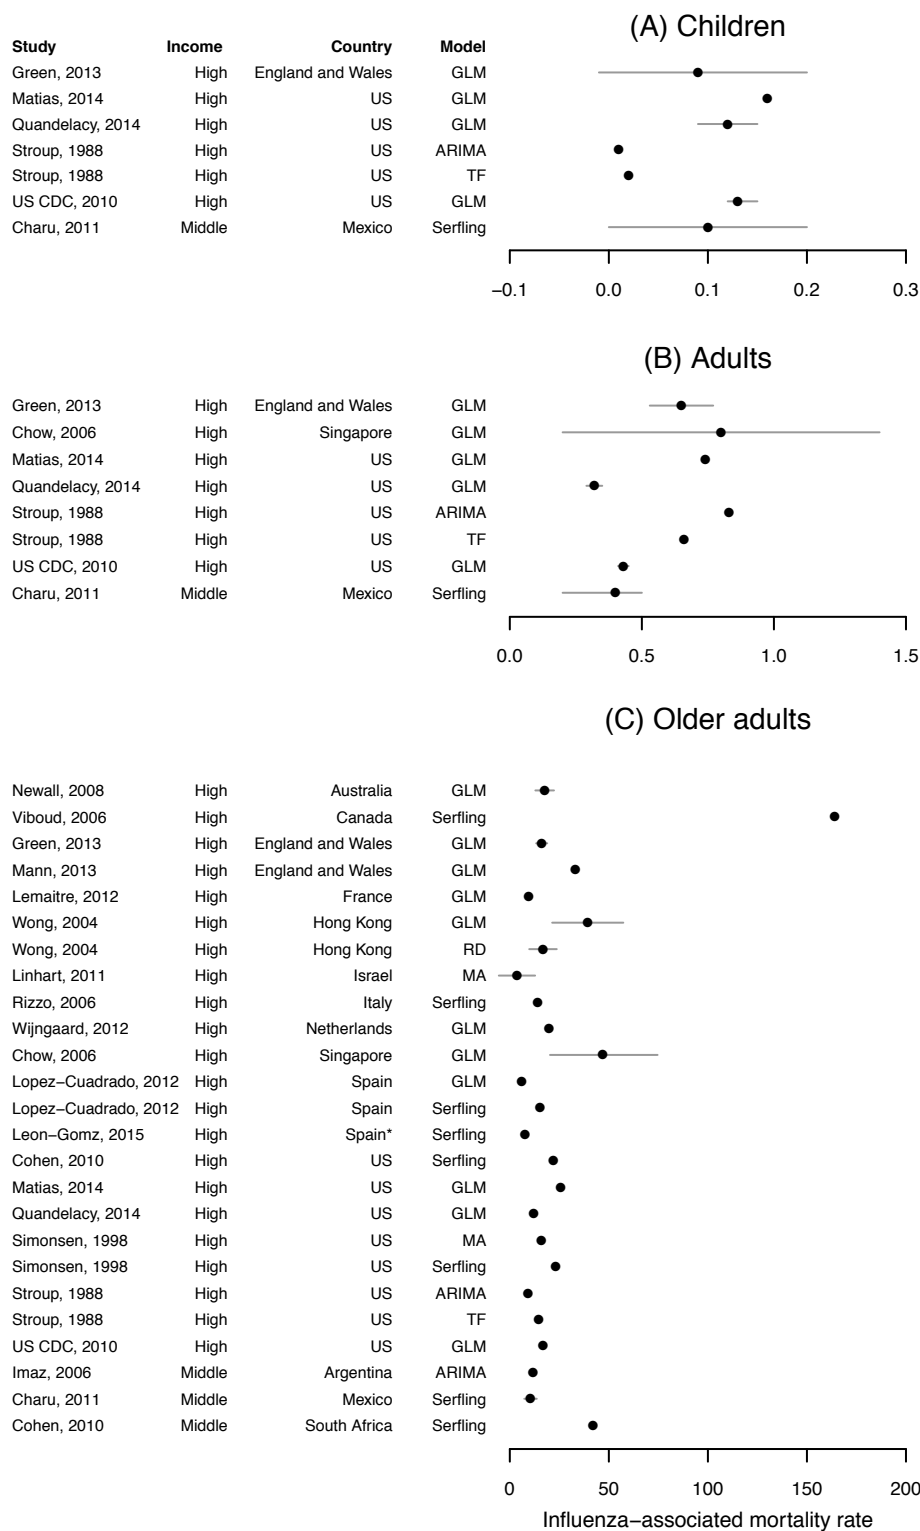 (A) Children
Study Income Country Model
Green, 2013 High England and Wales GLM
Matias, 2014 High US GLM
Quandelacy, 2014 High US GLM
Stroup, 1988 High US ARIMA
Stroup, 1988 High US TF
US CDC, 2010 High US GLM
Charu, 2011 Middle Mexico Serfling
−0.1 0.0 0.1 0.2 0.3
(B) Adults
Green, 2013 High England and Wales GLM
Chow, 2006 High Singapore GLM
Matias, 2014 High US GLM
Quandelacy, 2014 High US GLM
Stroup, 1988 High US ARIMA
Stroup, 1988 High US TF
US CDC, 2010 High US GLM
Charu, 2011 Middle Mexico Serfling
0.0 0.5 1.0 1.5
(C) Older adults
Newall, 2008 High Australia GLM
Viboud, 2006 High Canada Serfling
Green, 2013 High England and Wales GLM
Mann, 2013 High England and Wales GLM
Lemaitre, 2012 High France GLM
Wong, 2004 High Hong Kong GLM
Wong, 2004 High Hong Kong RD
Linhart, 2011 High Israel MA
Rizzo, 2006 High Italy Serfling
Wijngaard, 2012 High Netherlands GLM
Chow, 2006 High Singapore GLM
Lopez−Cuadrado, 2012 High Spain GLM
Lopez−Cuadrado, 2012 High Spain Serfling
Leon−Gomz, 2015 High Spain* Serfling
Cohen, 2010 High US Serfling
Matias, 2014 High US GLM
Quandelacy, 2014 High US GLM
Simonsen, 1998 High US MA
Simonsen, 1998 High US Serfling
Stroup, 1988 High US ARIMA
Stroup, 1988 High US TF
US CDC, 2010 High US GLM
Imaz, 2006 Middle Argentina ARIMA
Charu, 2011 Middle Mexico Serfling
Cohen, 2010 Middle South Africa Serfling
0 50 100 150 200
Influenza−associated mortality rate